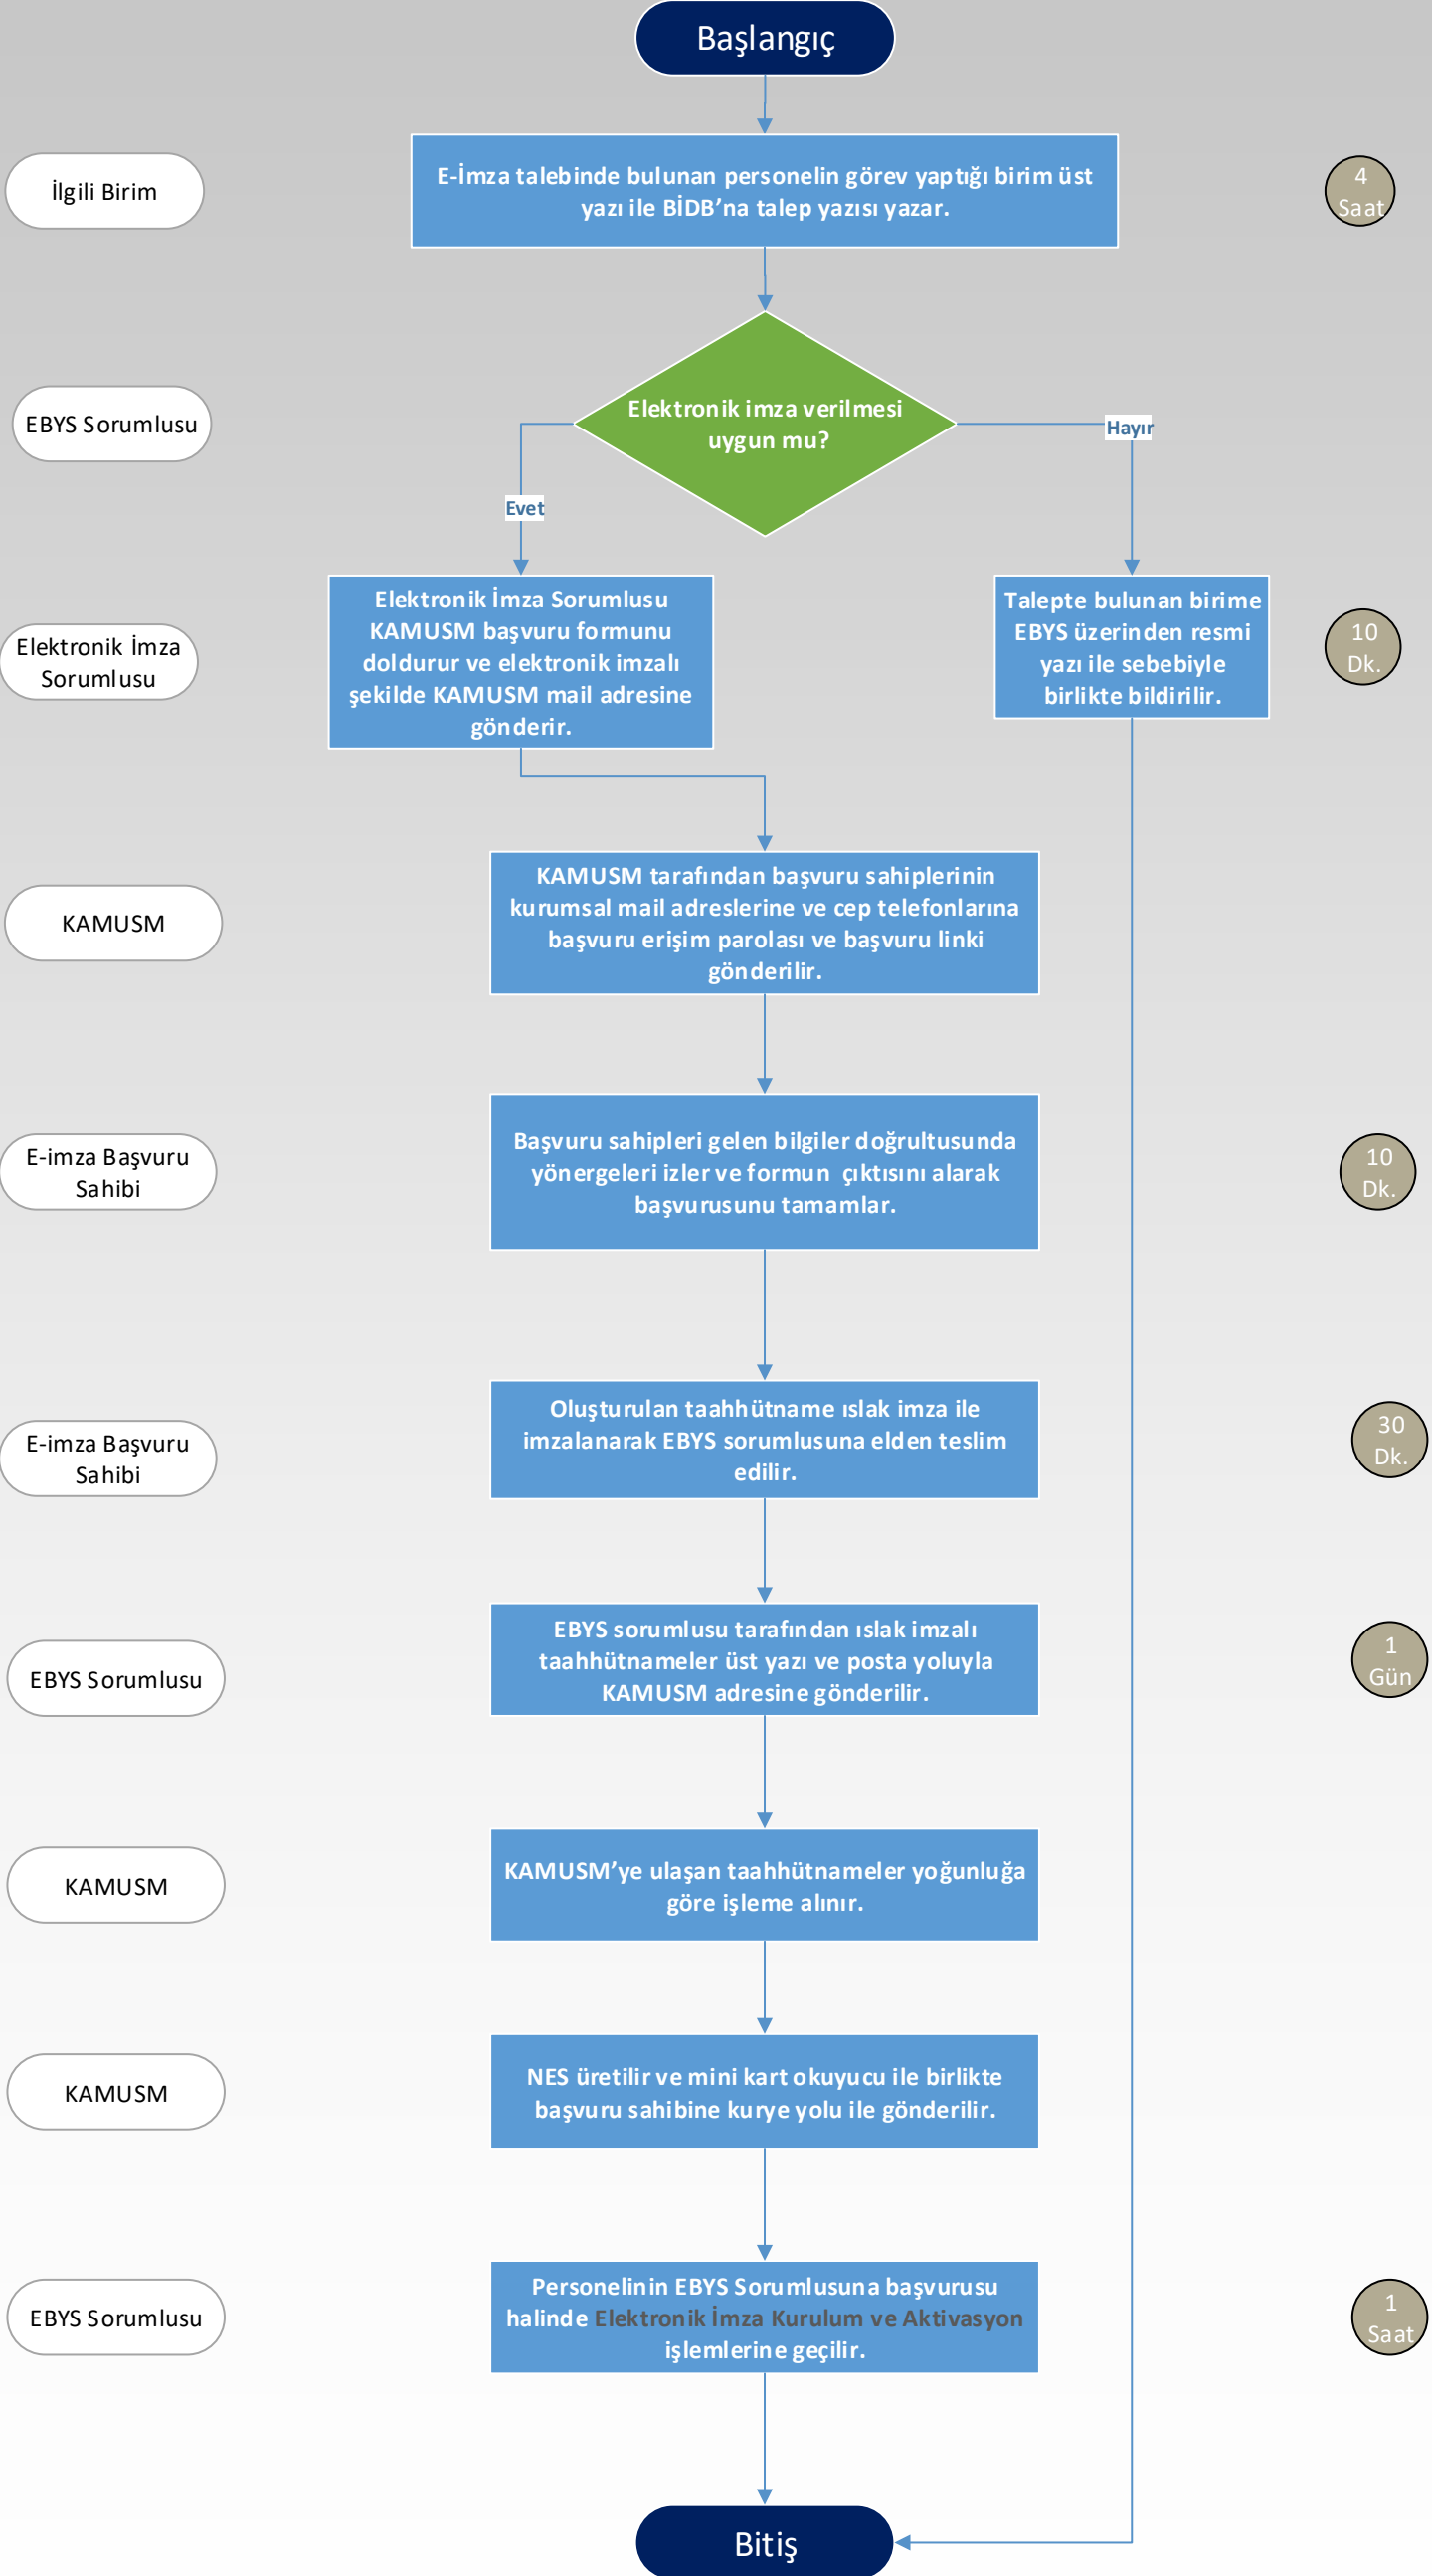 Başlangıç
İlgili Birim
E-İmza talebinde bulunan personelin görev yaptığı birim üst
yazı ile BİDB’na talep yazısı yazar.
4
Saat
EBYS Sorumlusu
Elektronik imza verilmesi
uygun mu?
Hayır
Evet
Elektronik İmza
Sorumlusu
Elektronik İmza Sorumlusu
KAMUSM başvuru formunu
doldurur ve elektronik imzalı
şekilde KAMUSM mail adresine
gönderir.
Talepte bulunan birime
EBYS üzerinden resmi
yazı ile sebebiyle
birlikte bildirilir.
10
Dk.
KAMUSM
KAMUSM tarafından başvuru sahiplerinin
kurumsal mail adreslerine ve cep telefonlarına
başvuru erişim parolası ve başvuru linki
gönderilir.
E-imza Başvuru
Sahibi
Başvuru sahipleri gelen bilgiler doğrultusunda
yönergeleri izler ve formun  çıktısını alarak
başvurusunu tamamlar.
10
Dk.
E-imza Başvuru
Sahibi
Oluşturulan taahhütname ıslak imza ile
imzalanarak EBYS sorumlusuna elden teslim
edilir.
30
Dk.
EBYS Sorumlusu
EBYS sorumlusu tarafından ıslak imzalı
taahhütnameler üst yazı ve posta yoluyla
KAMUSM adresine gönderilir.
1
Gün
KAMUSM
KAMUSM’ye ulaşan taahhütnameler yoğunluğa
göre işleme alınır.
KAMUSM
NES üretilir ve mini kart okuyucu ile birlikte
başvuru sahibine kurye yolu ile gönderilir.
EBYS Sorumlusu
Personelinin EBYS Sorumlusuna başvurusu
halinde Elektronik İmza Kurulum ve Aktivasyon
işlemlerine geçilir.
1
Saat
Bitiş